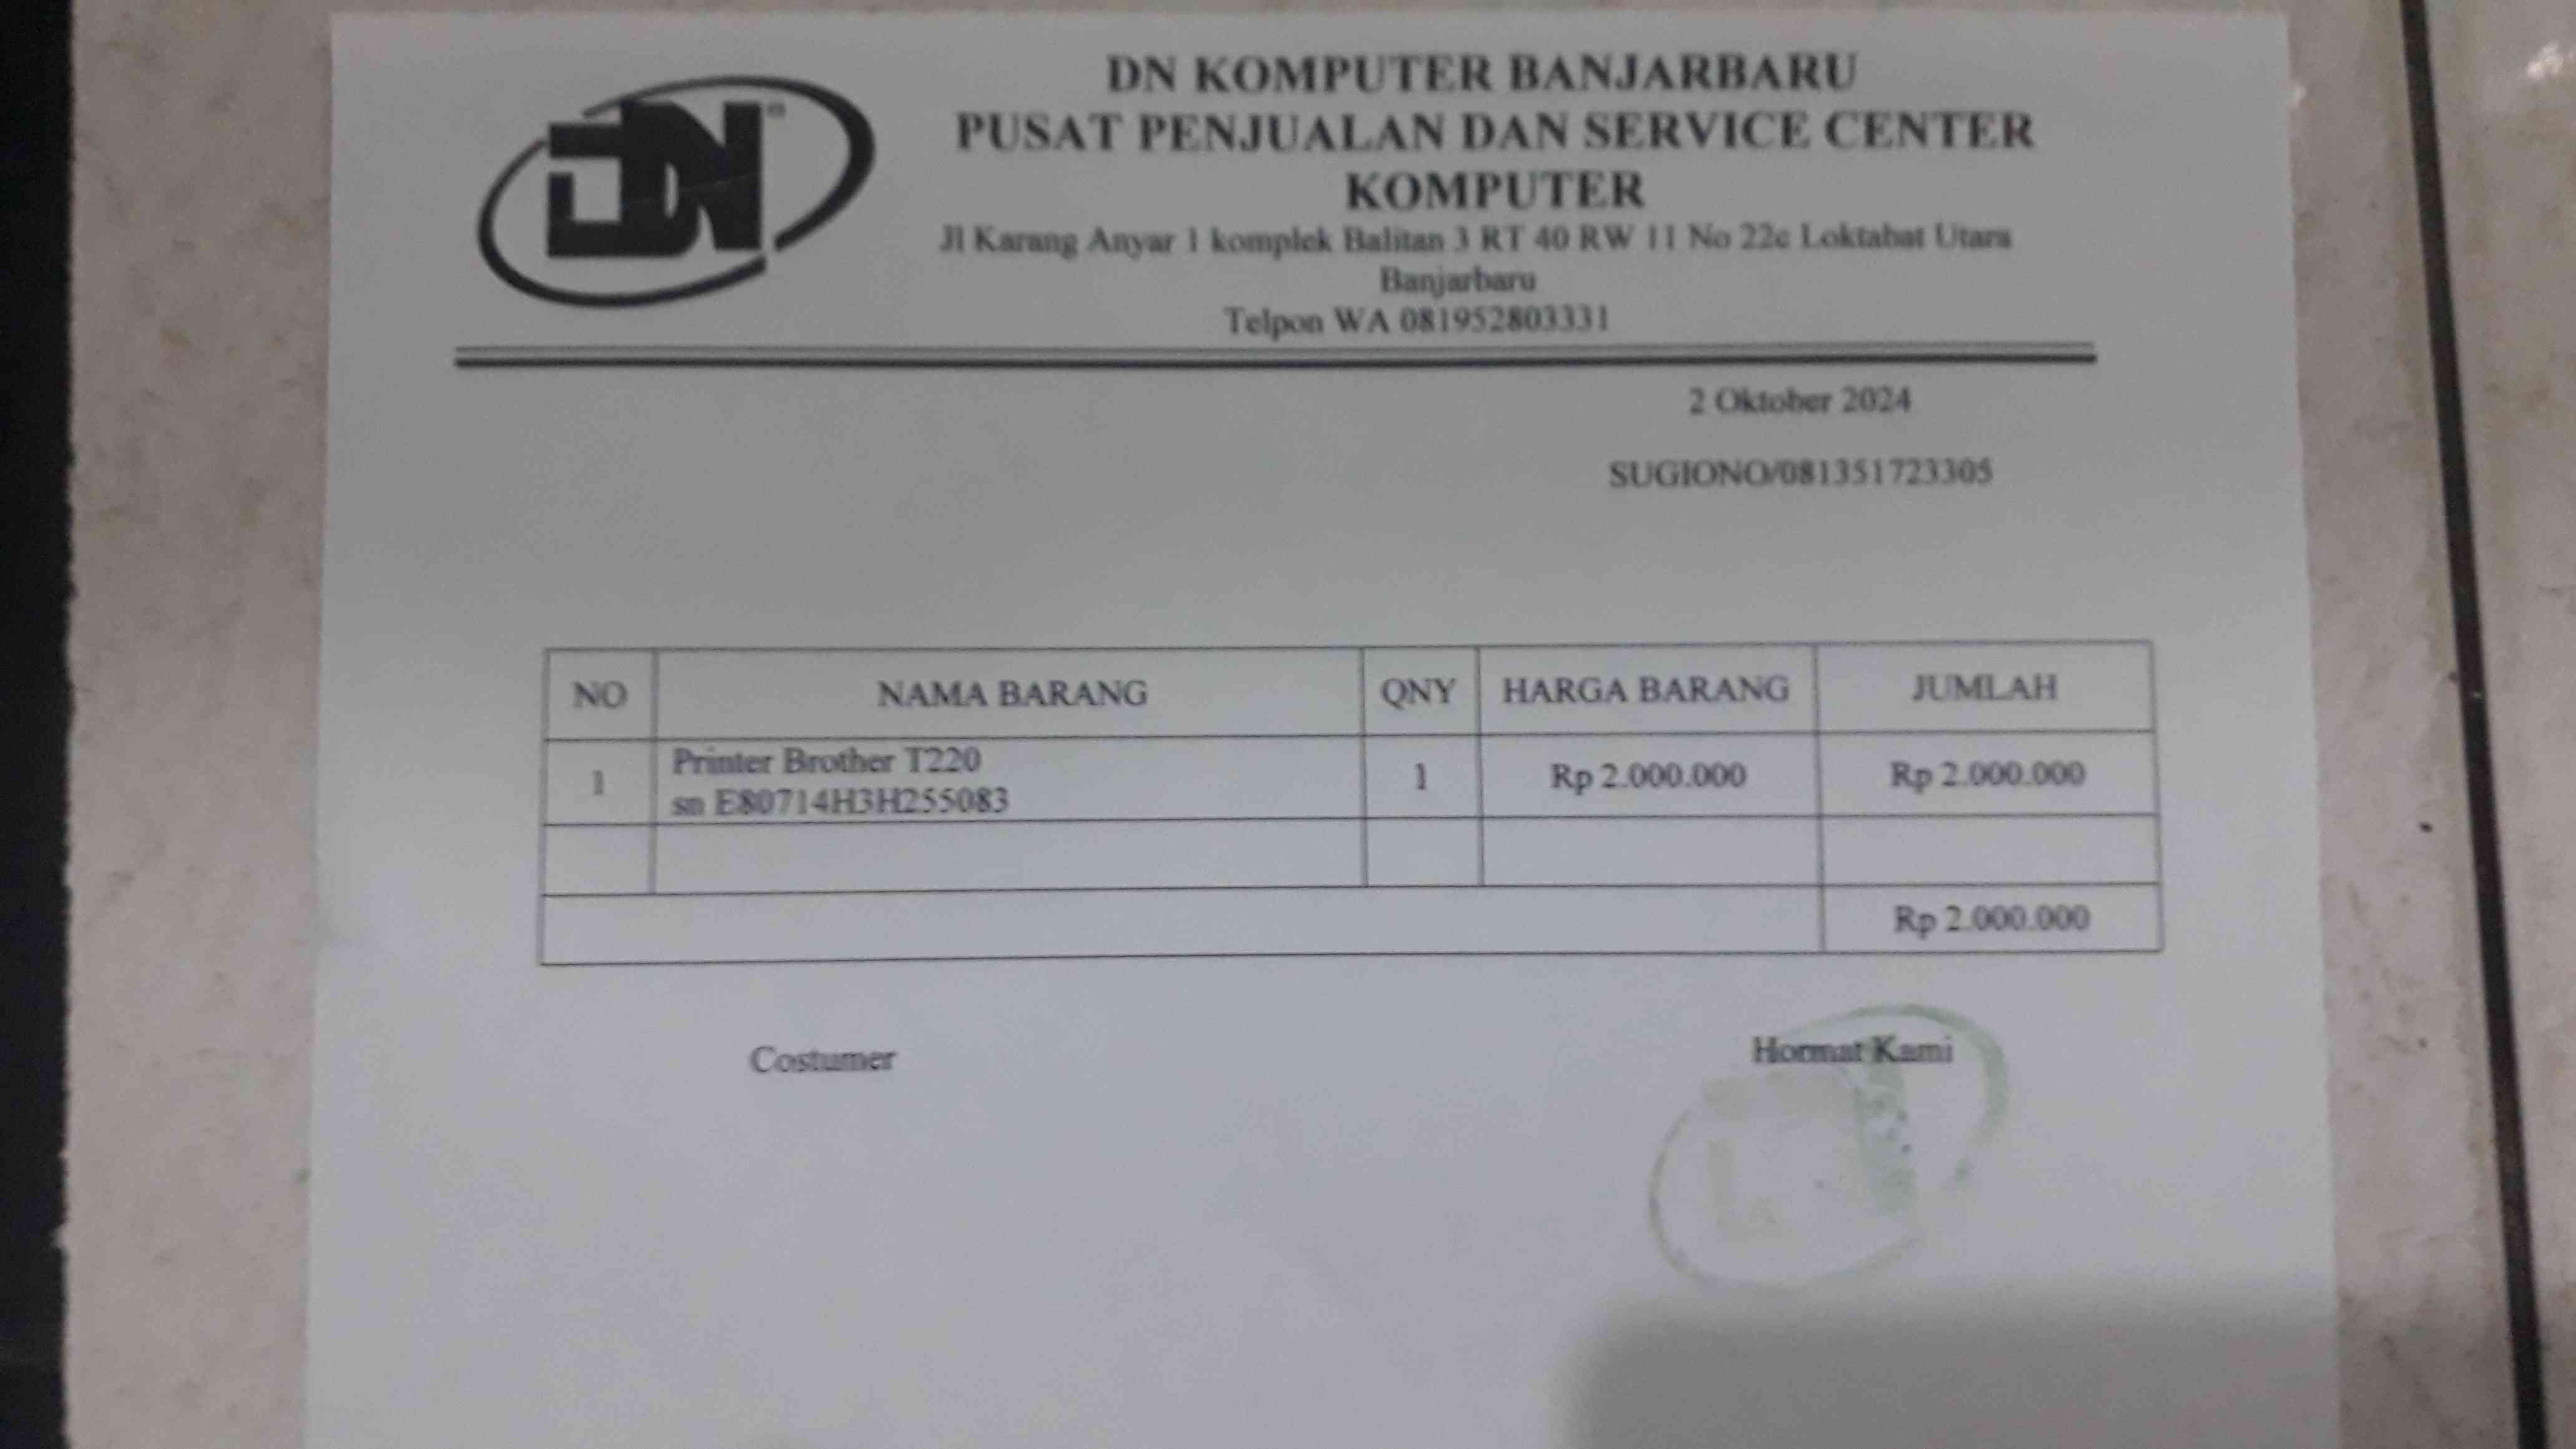 DN
DN KOMPUTER BANJARBARU
PUSAT PENJUALAN DAN SERVICE CENTER
KOMPUTER
Jl Karang Anyar 1 komplek Balitan 3 RT 40 RW 11 No 22c Loktabat Utara
Banjarbaru
Telpon WA 081952803331
2 Oktober 2024
SUGIONO/081351723305
NO NAMA BARANG QNY HARGA BARANG JUMLAH
1 Printer Brother T220 1 Rp 2.000.000 Rp 2.000.000
sn E80714H3H255083
Rp 2.000.000
Costumer Hormat Kami